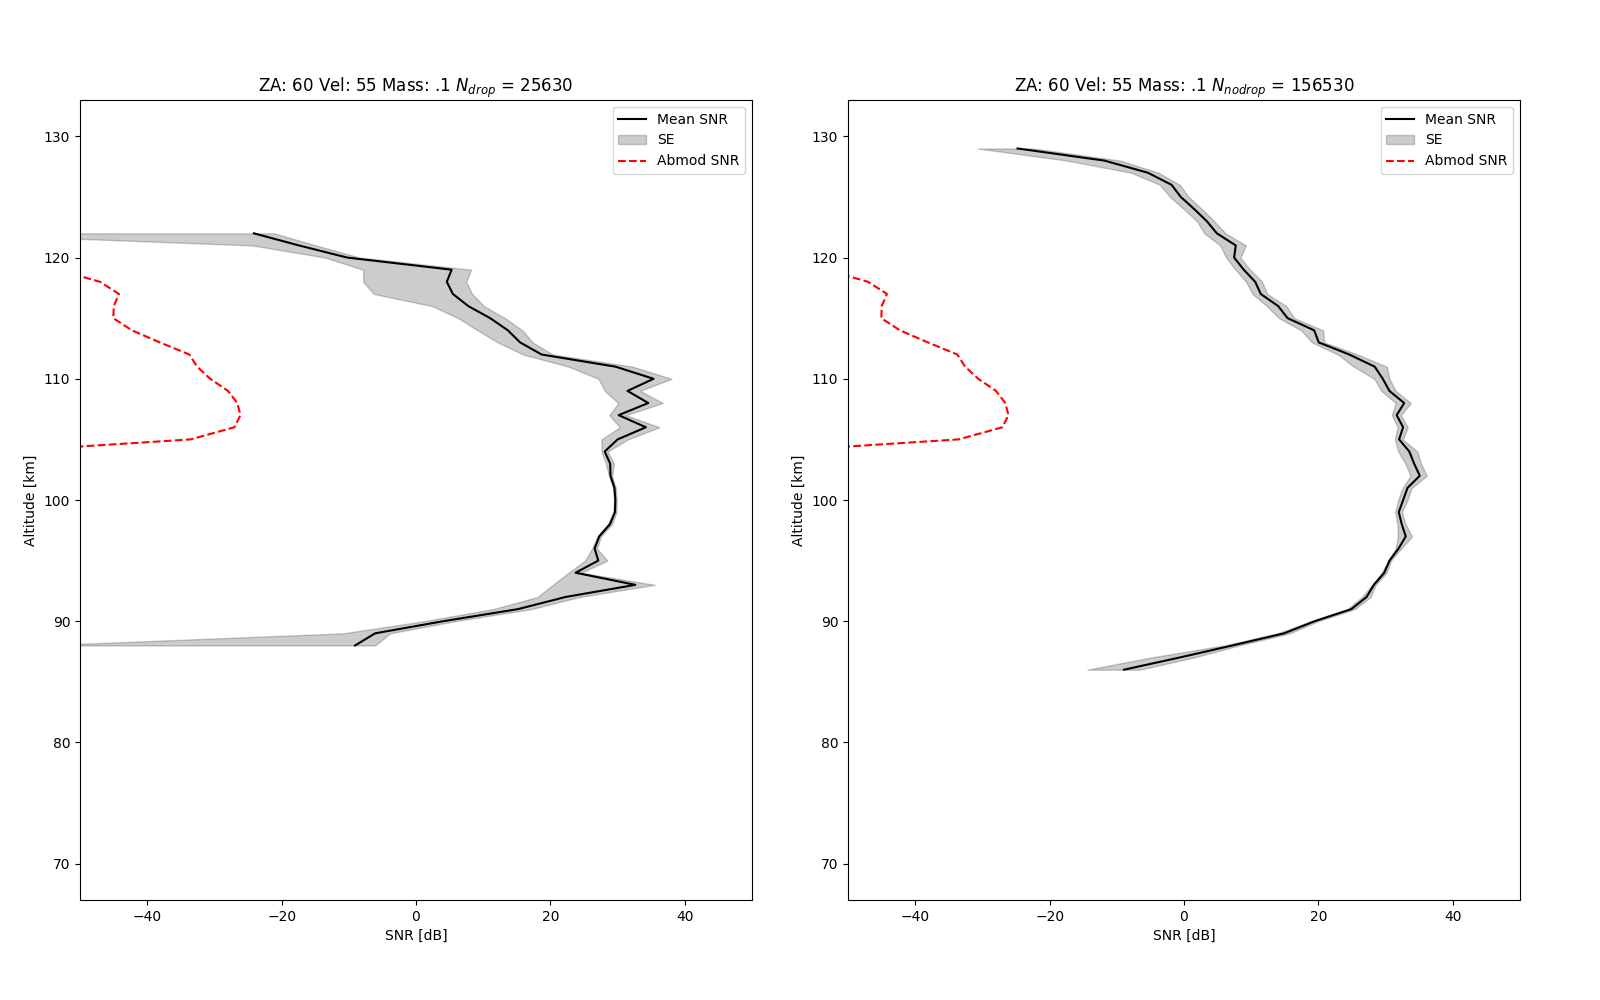 ZA: 60 Vel: 55 Mass: .1 N_drop = 25630
Mean SNR
SE
Abmod SNR
130
120
110
100
90
80
70
Altitude [km]
−40
−20
0
20
40
SNR [dB]
ZA: 60 Vel: 55 Mass: .1 N_nodrop = 156530
Mean SNR
SE
Abmod SNR
130
120
110
100
90
80
70
Altitude [km]
−40
−20
0
20
40
SNR [dB]